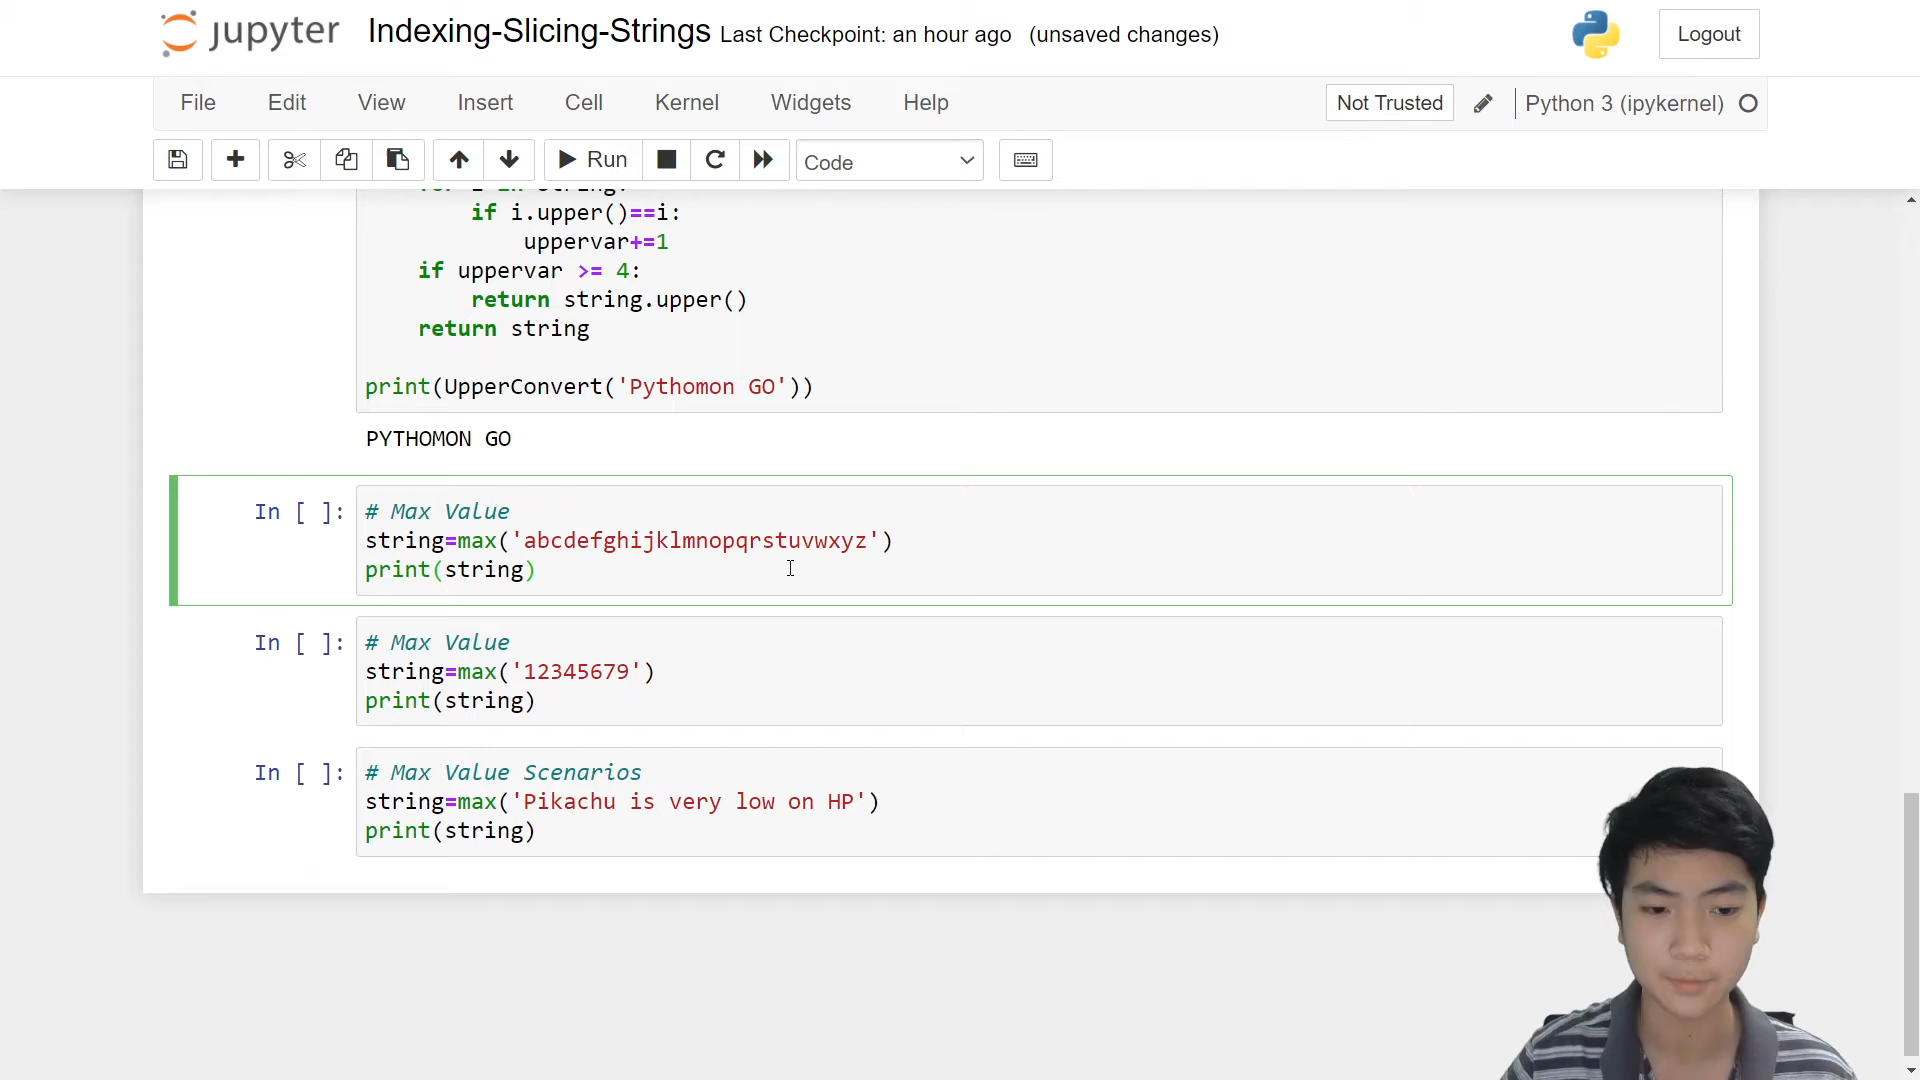 jupyter Indexing-Slicing-Strings Last Checkpoint: an hour ago (unsaved changes) Logout
File Edit View Insert Cell Kernel Widgets Help Not Trusted Python 3 (ipykernel)
Run Code
for i in string:
if i.upper()==i:
uppervar+=1
if uppervar >= 4:
return string.upper()
return string
print(UpperConvert('Pythomon GO'))
PYTHOMON GO
In [ ]: # Max Value
string=max('abcdefghijklmnopqrstuvwxyz')
print(string)
In [ ]: # Max Value
string=max('12345679')
print(string)
In [ ]: # Max Value Scenarios
string=max('Pikachu is very low on HP')
print(string)